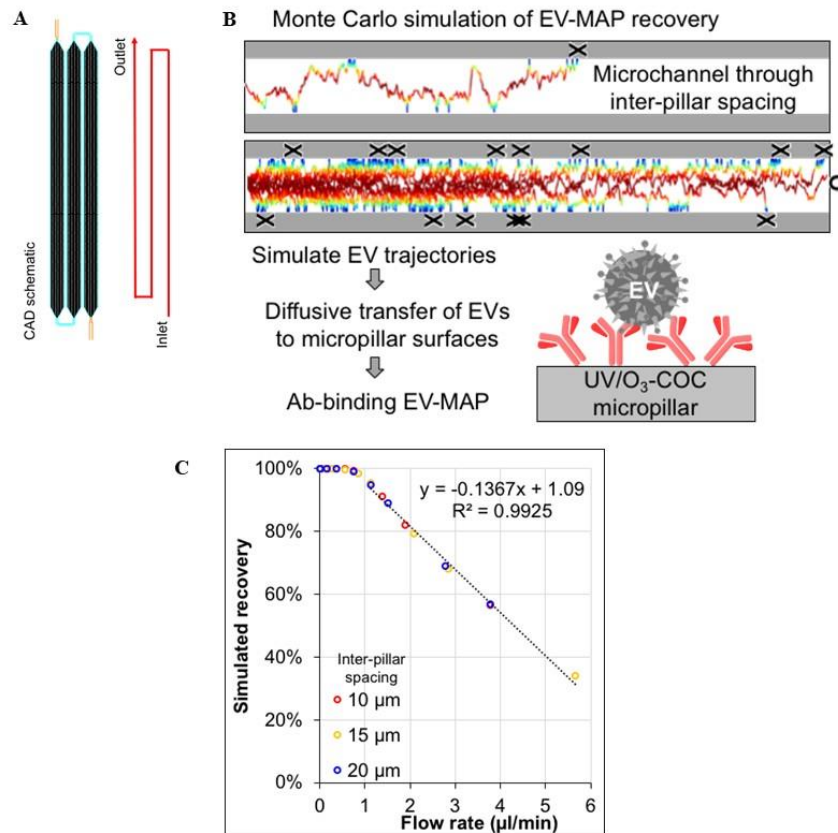 A
CAD schematic
Outlet
Inlet
B
Monte Carlo simulation of EV-MAP recovery
Microchannel through
inter-pillar spacing
Simulate EV trajectories
Diffusive transfer of EVs
to micropillar surfaces
Ab-binding EV-MAP
EV
UV/O₃-COC
micropillar
C
Simulated recovery
100%
80%
60%
40%
20%
0%
y = -0.1367x + 1.09
R² = 0.9925
Inter-pillar
spacing
10 µm
15 µm
20 µm
0 1 2 3 4 5 6
Flow rate (µl/min)